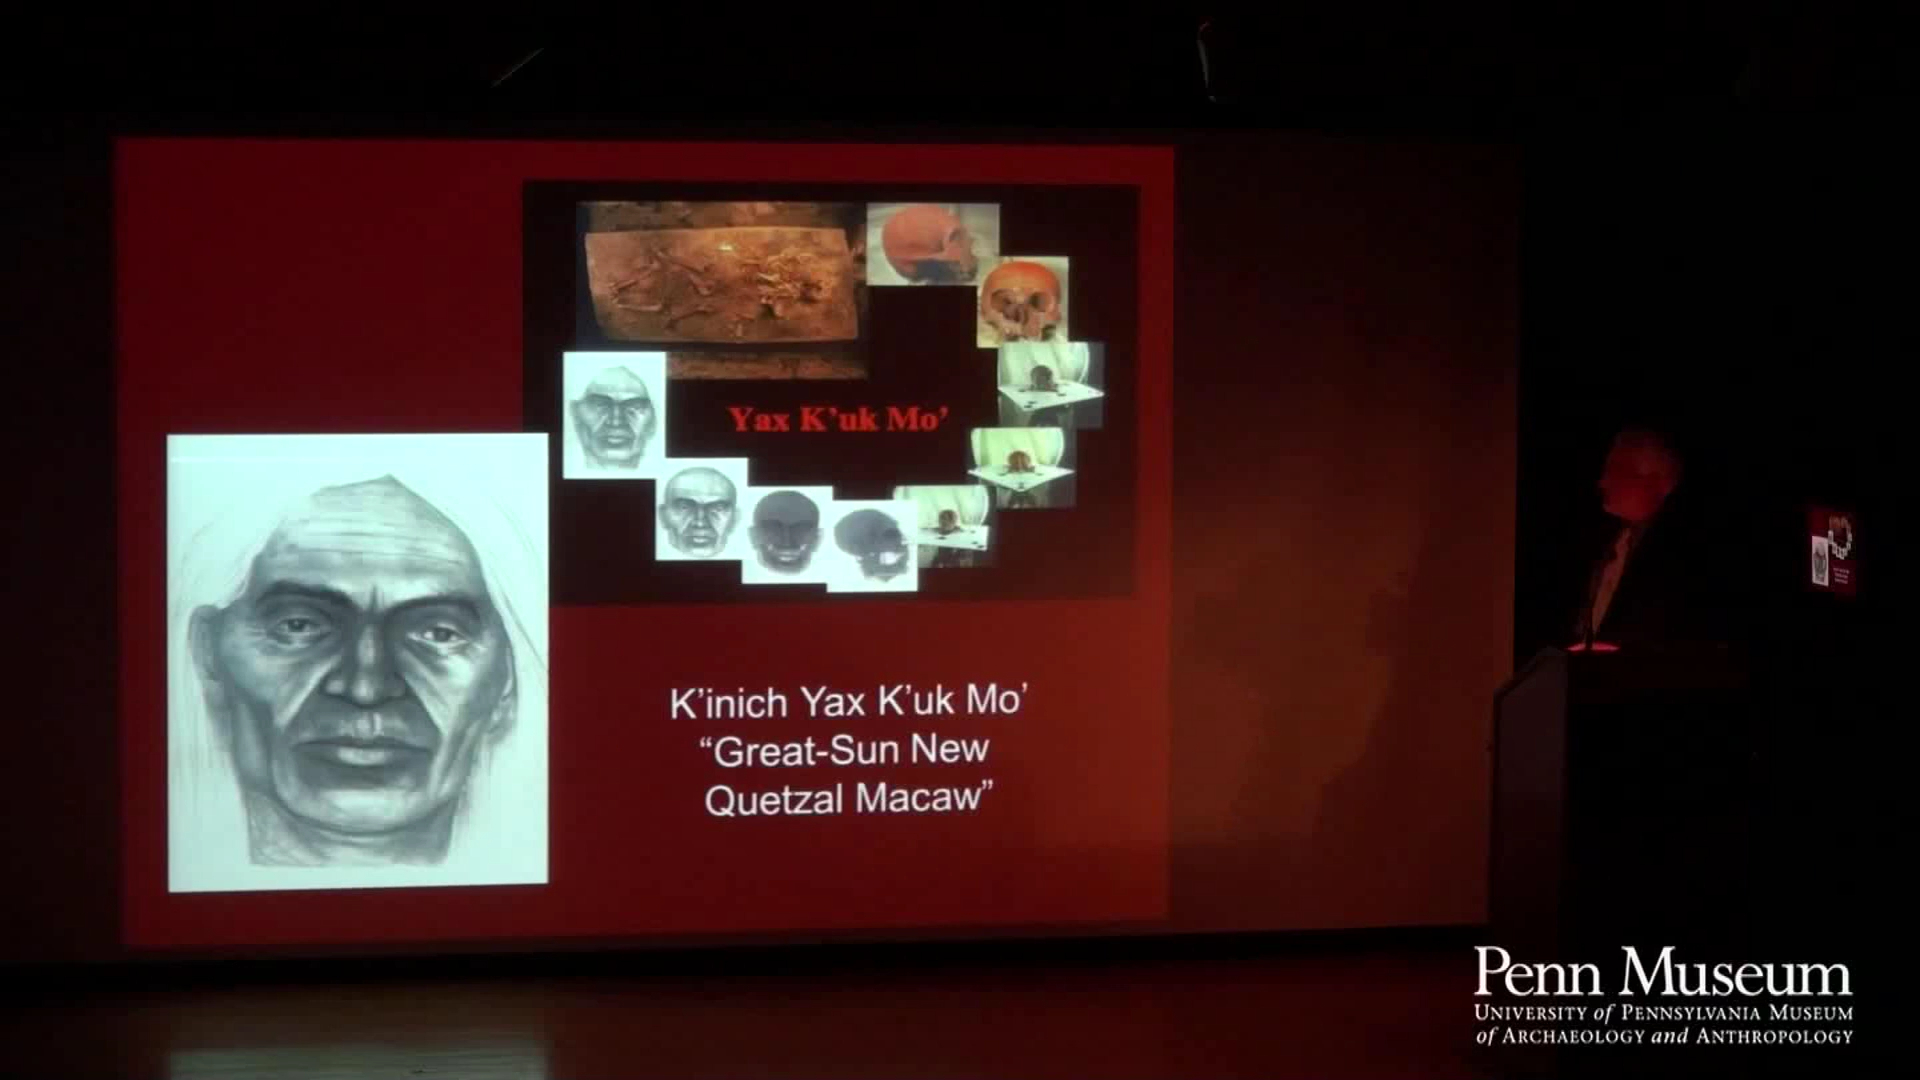 Yax K'uk Mo'
K'inich Yax K'uk Mo'
“Great-Sun New
Quetzal Macaw”
Penn Museum
UNIVERSITY of PENNSYLVANIA MUSEUM
of ARCHAEOLOGY and ANTHROPOLOGY